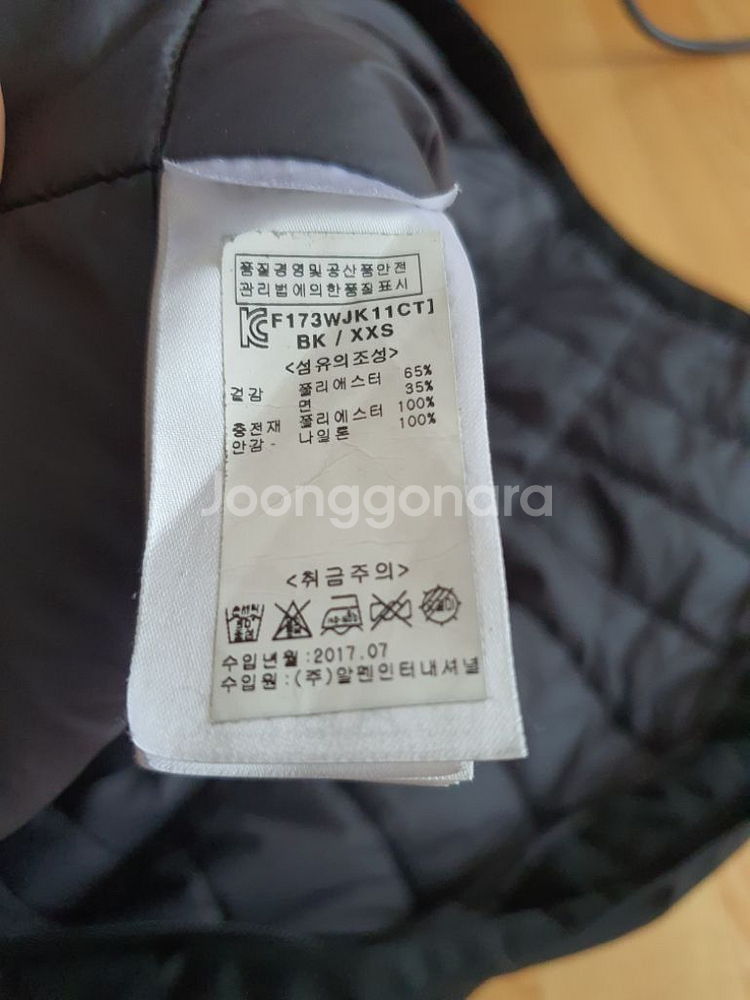 품질경영및공산품안전
관리법에의한품질표시
KC F173WJK11CT]
BK / XXS
<섬유의조성>
겉감 폴리에스터 65%
면 35%
충전재 폴리에스터 100%
안감 - 나일론 100%
Joonggonara
<취급주의>
수입년월 : 2017.07
수입원 : (주)알펜인터내셔널